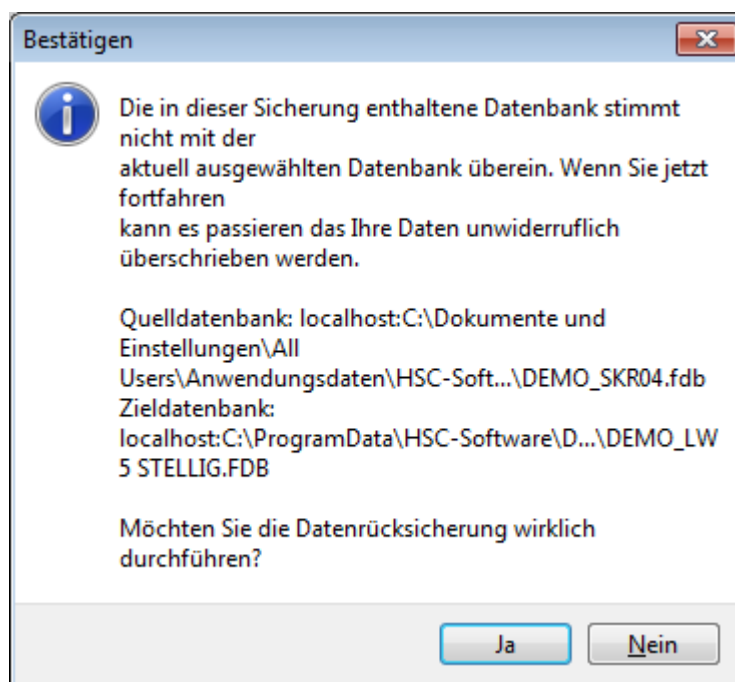 Bestätigen
Die in dieser Sicherung enthaltene Datenbank stimmt
nicht mit der
aktuell ausgewählten Datenbank überein. Wenn Sie jetzt
fortfahren
kann es passieren das Ihre Daten unwiderruflich
überschrieben werden.
Quelldatenbank: localhost:C:\Dokumente und
Einstellungen\All
Users\Anwendungsdaten\HSC-Soft...\DEMO_SKR04.fdb
Zieldatenbank:
localhost:C:\ProgramData\HSC-Software\D...\DEMO_LW
5 STELLIG.FDB
Möchten Sie die Datenrücksicherung wirklich
durchführen?
Ja
Nein